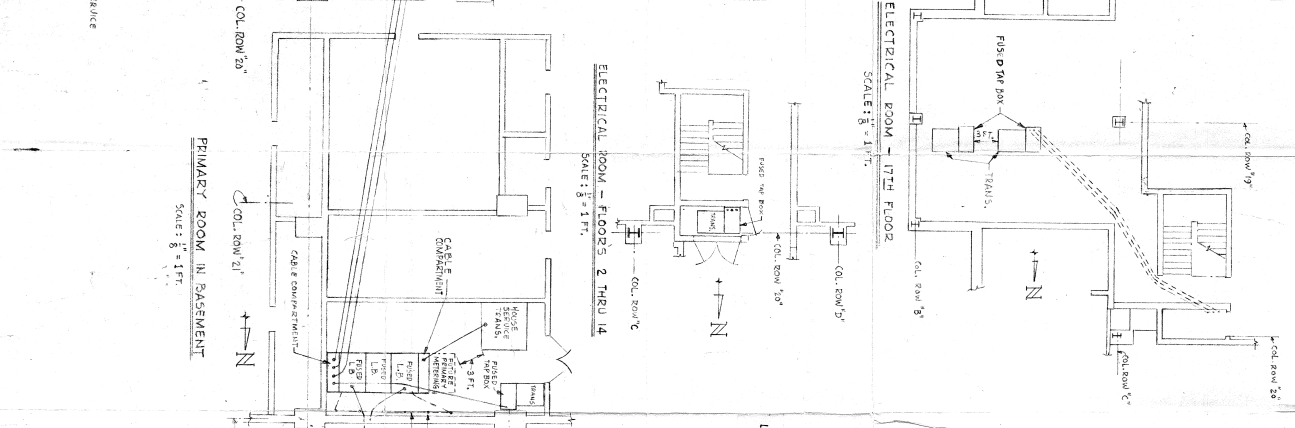 COL. ROW "20"
PRIMARY ROOM IN BASEMENT
SCALE: 1/8" = 1 FT.
COL. ROW "21"
N
CABLE COMPARTMENT
CABLE
COMPARTMENT
HOUSE
SERVICE
TRANS.
FUSED
L.B.
FUSED
L.B.
FUSED
L.B.
FUTURE
PRIMARY
METERING
3 FT.
FUSED
TAP BOX
TRANS
ELECTRICAL ROOM - FLOORS 2 THRU 14
SCALE: 1/8" = 1 FT.
FUSED TAP BOX
TRANS.
COL. ROW "C"
COL. ROW "20"
COL. ROW "D"
N
ELECTRICAL ROOM - 17TH FLOOR
SCALE: 1/8" = 1 FT.
FUSED TAP BOX
TRANS.
COL. ROW "B"
N
COL. ROW "19"
COL. ROW "C"
COL. ROW "20"